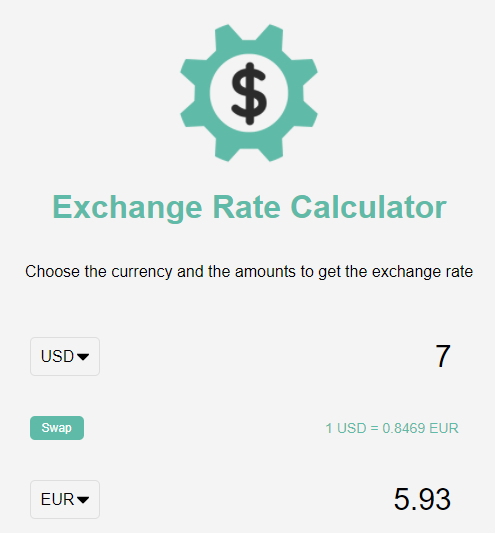 $
Exchange Rate Calculator
Choose the currency and the amounts to get the exchange rate
USD 7
Swap 1 USD = 0.8469 EUR
EUR 5.93